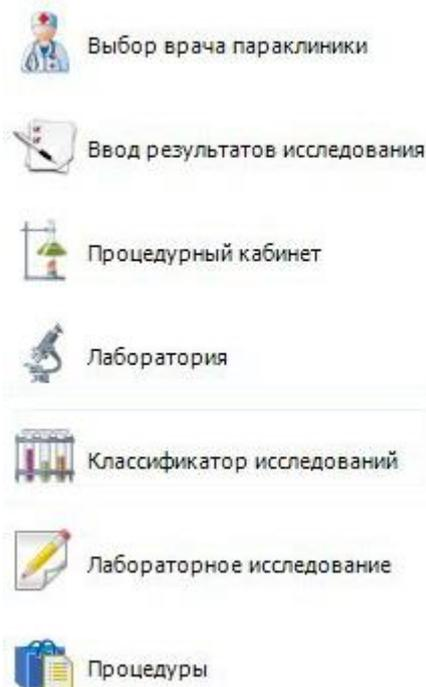 Выбор врача параклиники
Ввод результатов исследования
Процедурный кабинет
Лаборатория
Классификатор исследований
Лабораторное исследование
Процедуры